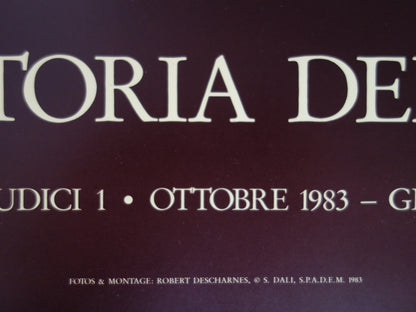 TORIA DE
UDICI 1 • OTTOBRE 1983 – G
FOTOS & MONTAGE: ROBERT DESCHARNES, © S. DALI, S.P.A.D.E.M. 1983